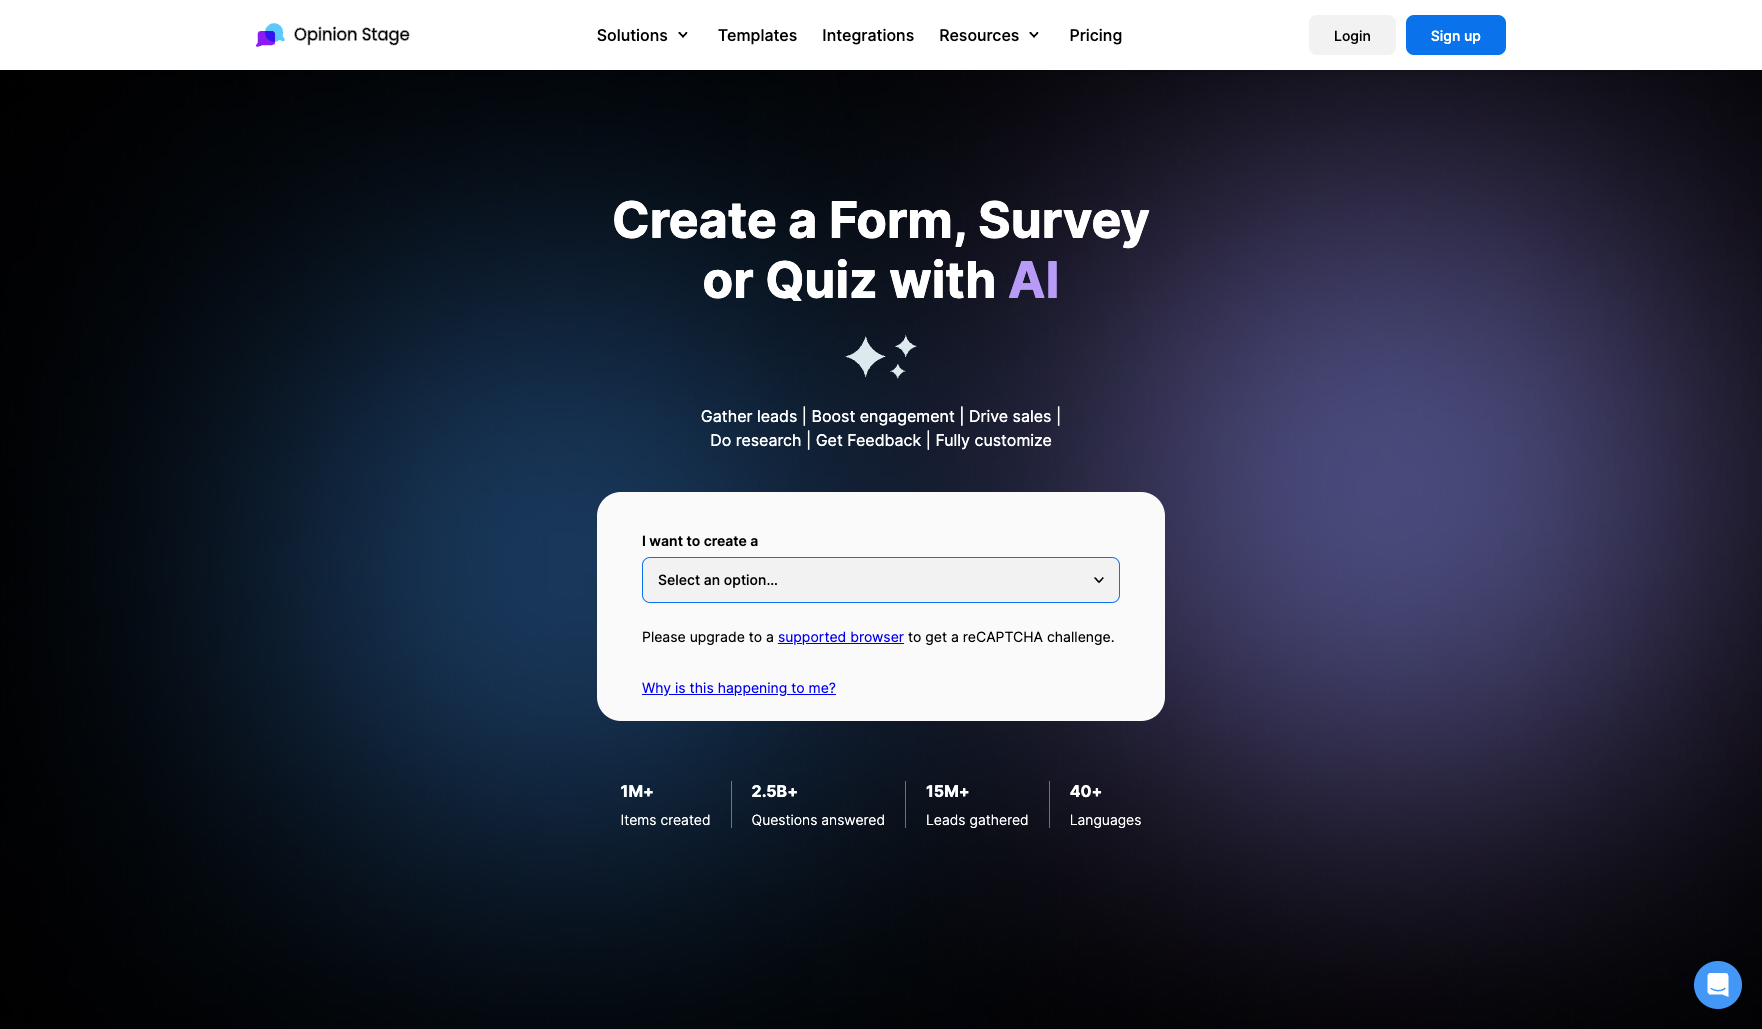 Opinion Stage
Solutions
Templates
Integrations
Resources
Pricing
Login
Sign up
Create a Form, Survey
or Quiz with AI
Gather leads | Boost engagement | Drive sales |
Do research | Get Feedback | Fully customize
I want to create a
Select an option...
Please upgrade to a supported browser to get a reCAPTCHA challenge.
Why is this happening to me?
1M+
Items created
2.5B+
Questions answered
15M+
Leads gathered
40+
Languages